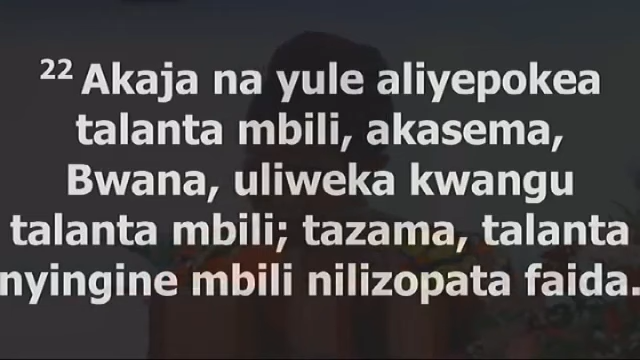 22 Akaja na yule aliyepokea
talanta mbili, akasema,
Bwana, uliweka kwangu
talanta mbili; tazama, talanta
nyingine mbili nilizopata faida.